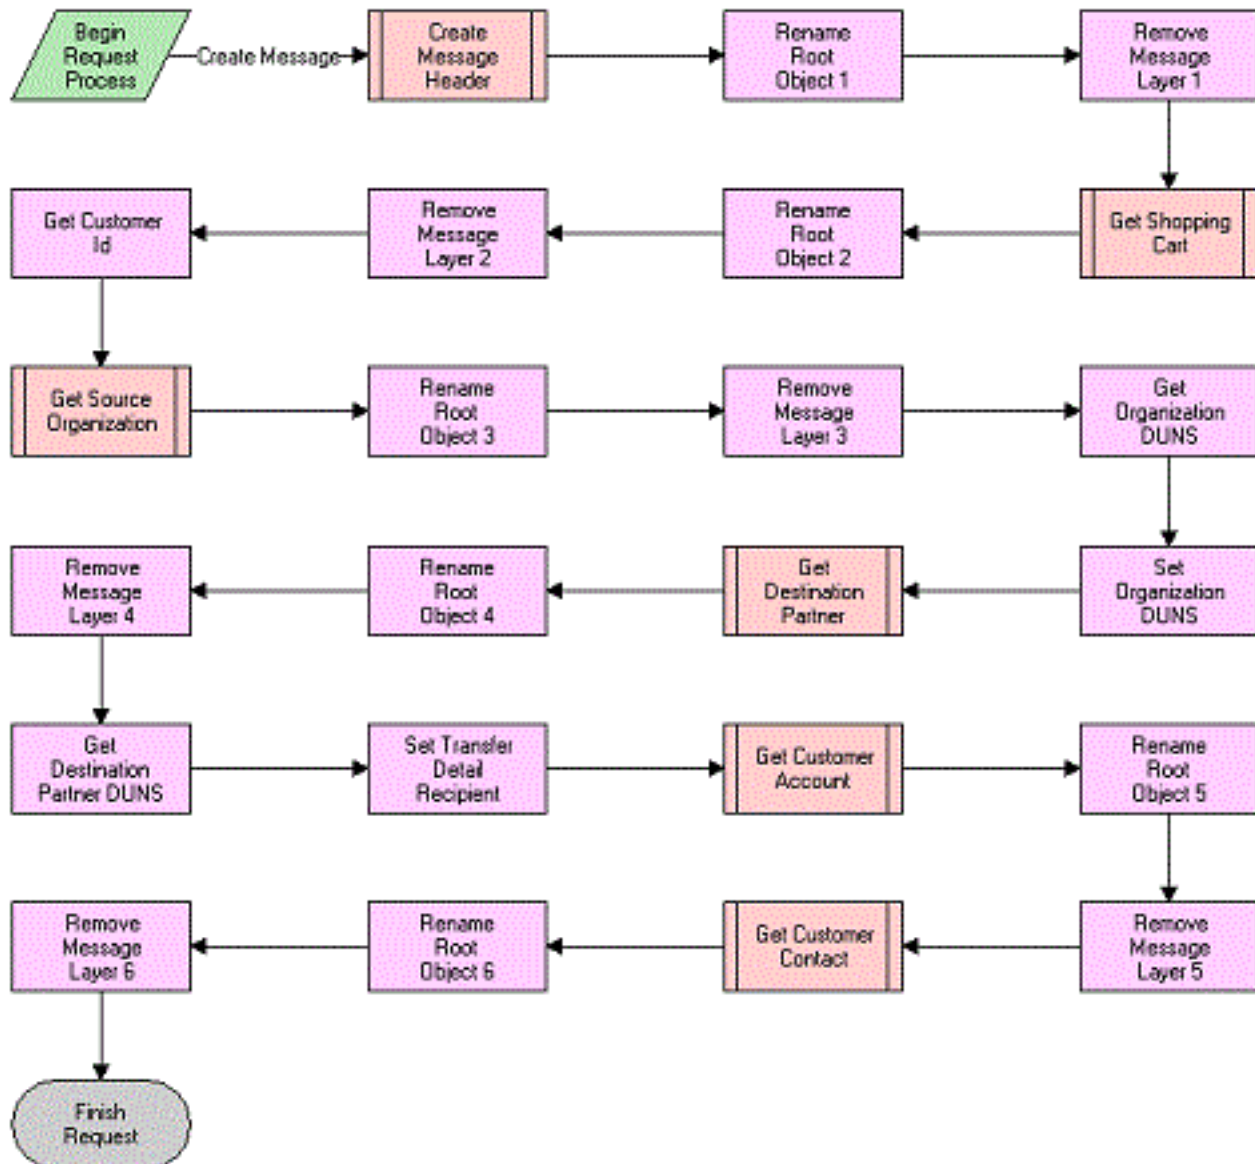 Begin
Request
Process
Create Message
Create
Message
Header
Rename
Root
Object 1
Remove
Message
Layer 1
Get Customer
Id
Remove
Message
Layer 2
Rename
Root
Object 2
Get Shopping
Cart
Get Source
Organization
Rename
Root
Object 3
Remove
Message
Layer 3
Get
Organization
DUNS
Remove
Message
Layer 4
Rename
Root
Object 4
Get
Destination
Partner
Set
Organization
DUNS
Get
Destination
Partner DUNS
Set Transfer
Detail
Recipient
Get Customer
Account
Rename
Root
Object 5
Remove
Message
Layer 6
Rename
Root
Object 6
Get Customer
Contact
Remove
Message
Layer 5
Finish
Request